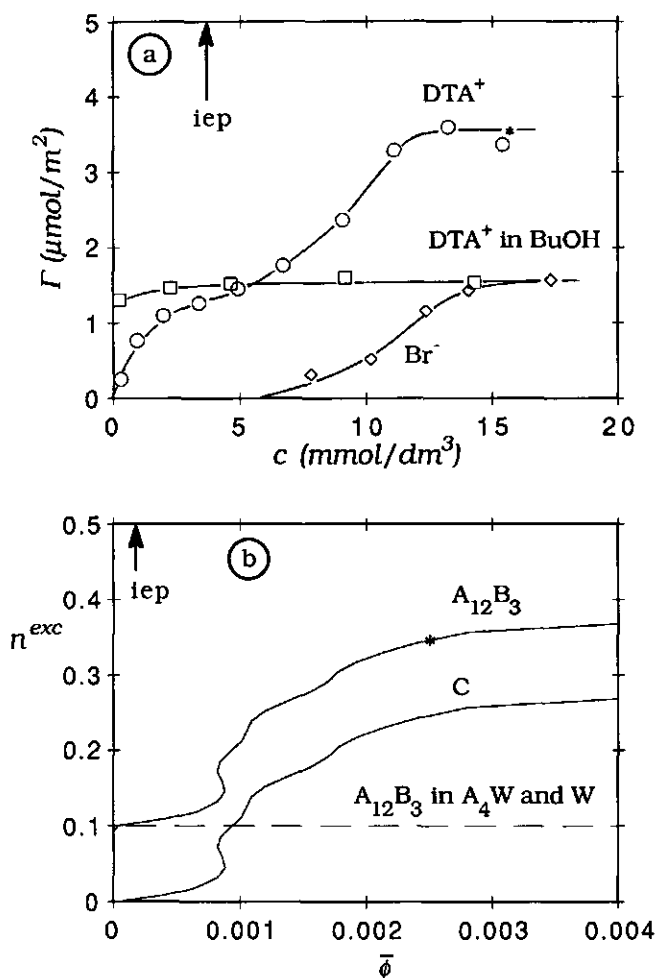 5
a
DTA⁺
4
iep
3
Γ (μmol/m²)
2
DTA⁺ in BuOH
1
Br⁻
0
0 5 10 15 20
c (mmol/dm³)
0.5
b
iep
A₁₂B₃
0.4
nᵉˣᶜ
0.3
C
0.2
A₁₂B₃ in A₄W and W
0.1
0
0 0.001 0.002 0.003 0.004
ϕ̄